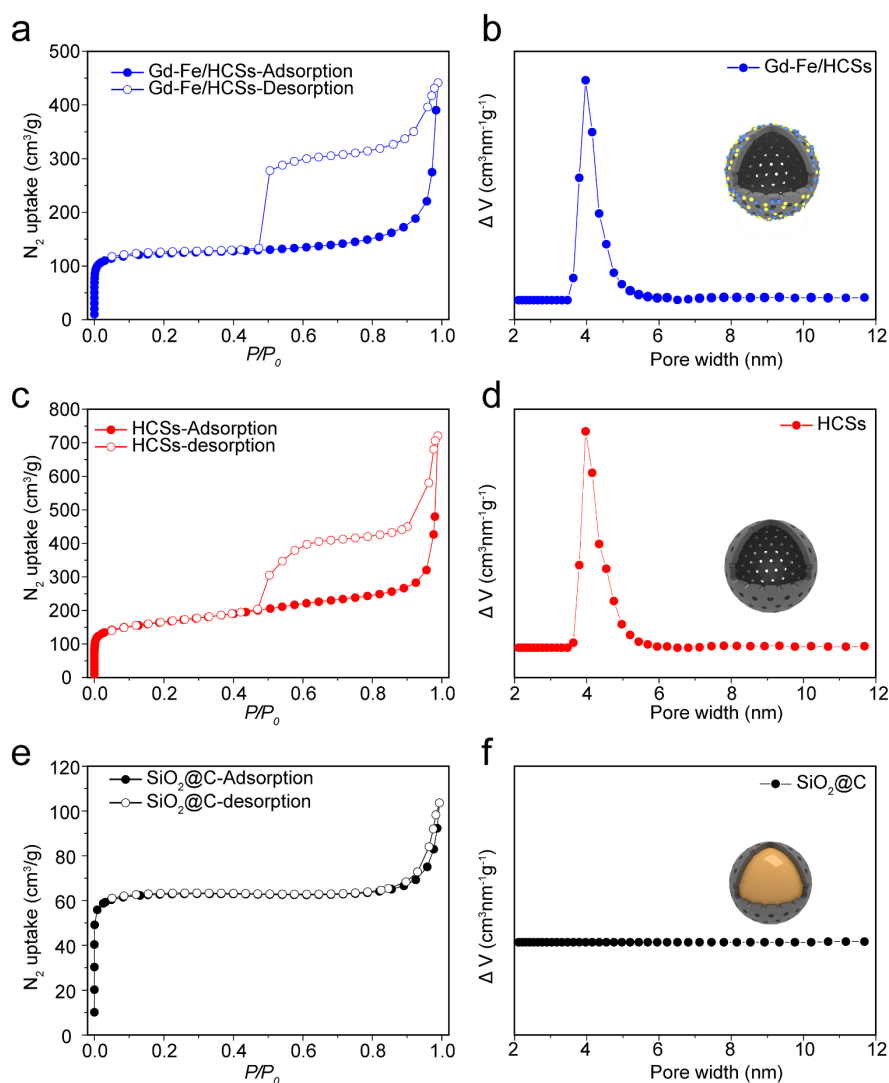 a
500
400
300
200
100
0
N2 uptake (cm3/g)
Gd-Fe/HCSs-Adsorption
Gd-Fe/HCSs-Desorption
0.0 0.2 0.4 0.6 0.8 1.0
P/P0
b
Δ V (cm3nm-1g-1)
Gd-Fe/HCSs
2 4 6 8 10 12
Pore width (nm)
c
800
700
600
500
400
300
200
100
0
N2 uptake (cm3/g)
HCSs-Adsorption
HCSs-desorption
0.0 0.2 0.4 0.6 0.8 1.0
P/P0
d
Δ V (cm3nm-1g-1)
HCSs
2 4 6 8 10 12
Pore width (nm)
e
120
100
80
60
40
20
0
N2 uptake (cm3/g)
SiO2@C-Adsorption
SiO2@C-desorption
0.0 0.2 0.4 0.6 0.8 1.0
P/P0
f
Δ V (cm3nm-1g-1)
SiO2@C
2 4 6 8 10 12
Pore width (nm)